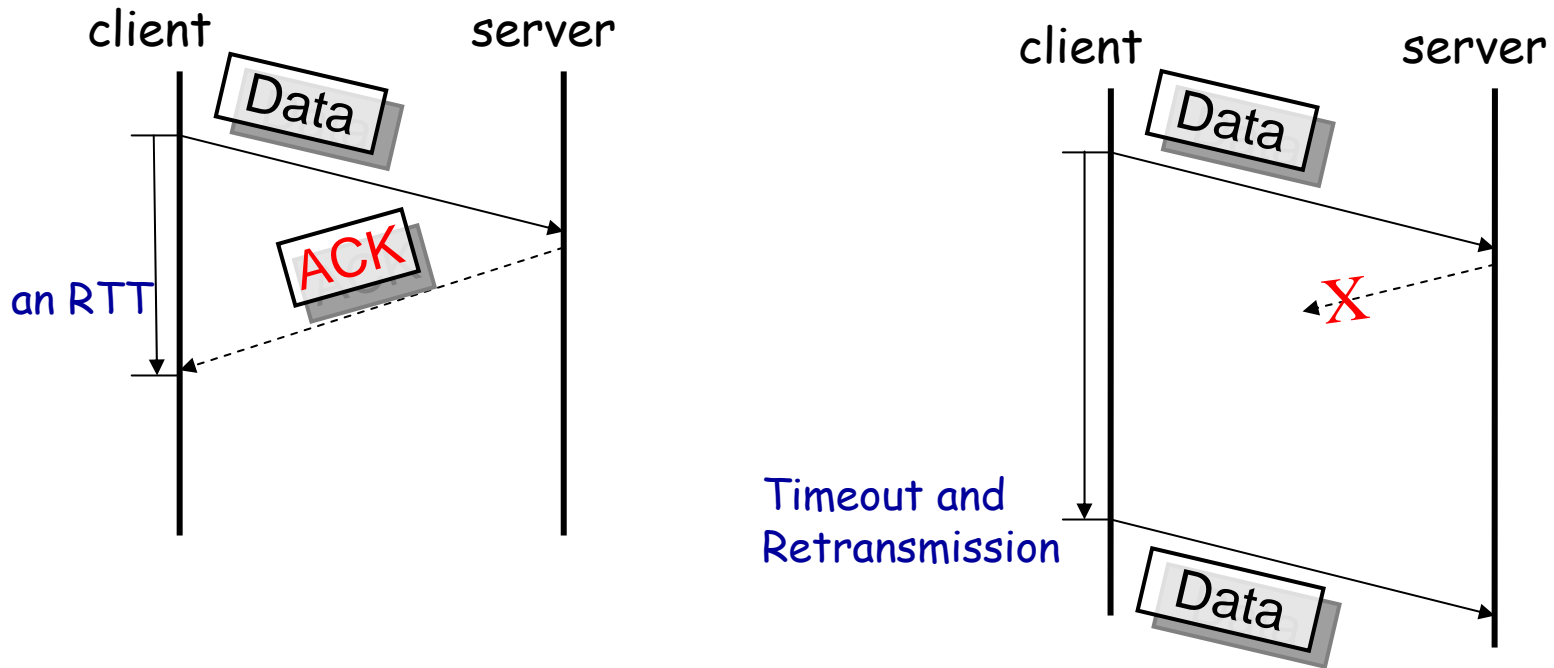 client
server
Data
ACK
an RTT
client
server
Data
X
Timeout and
Retransmission
Data